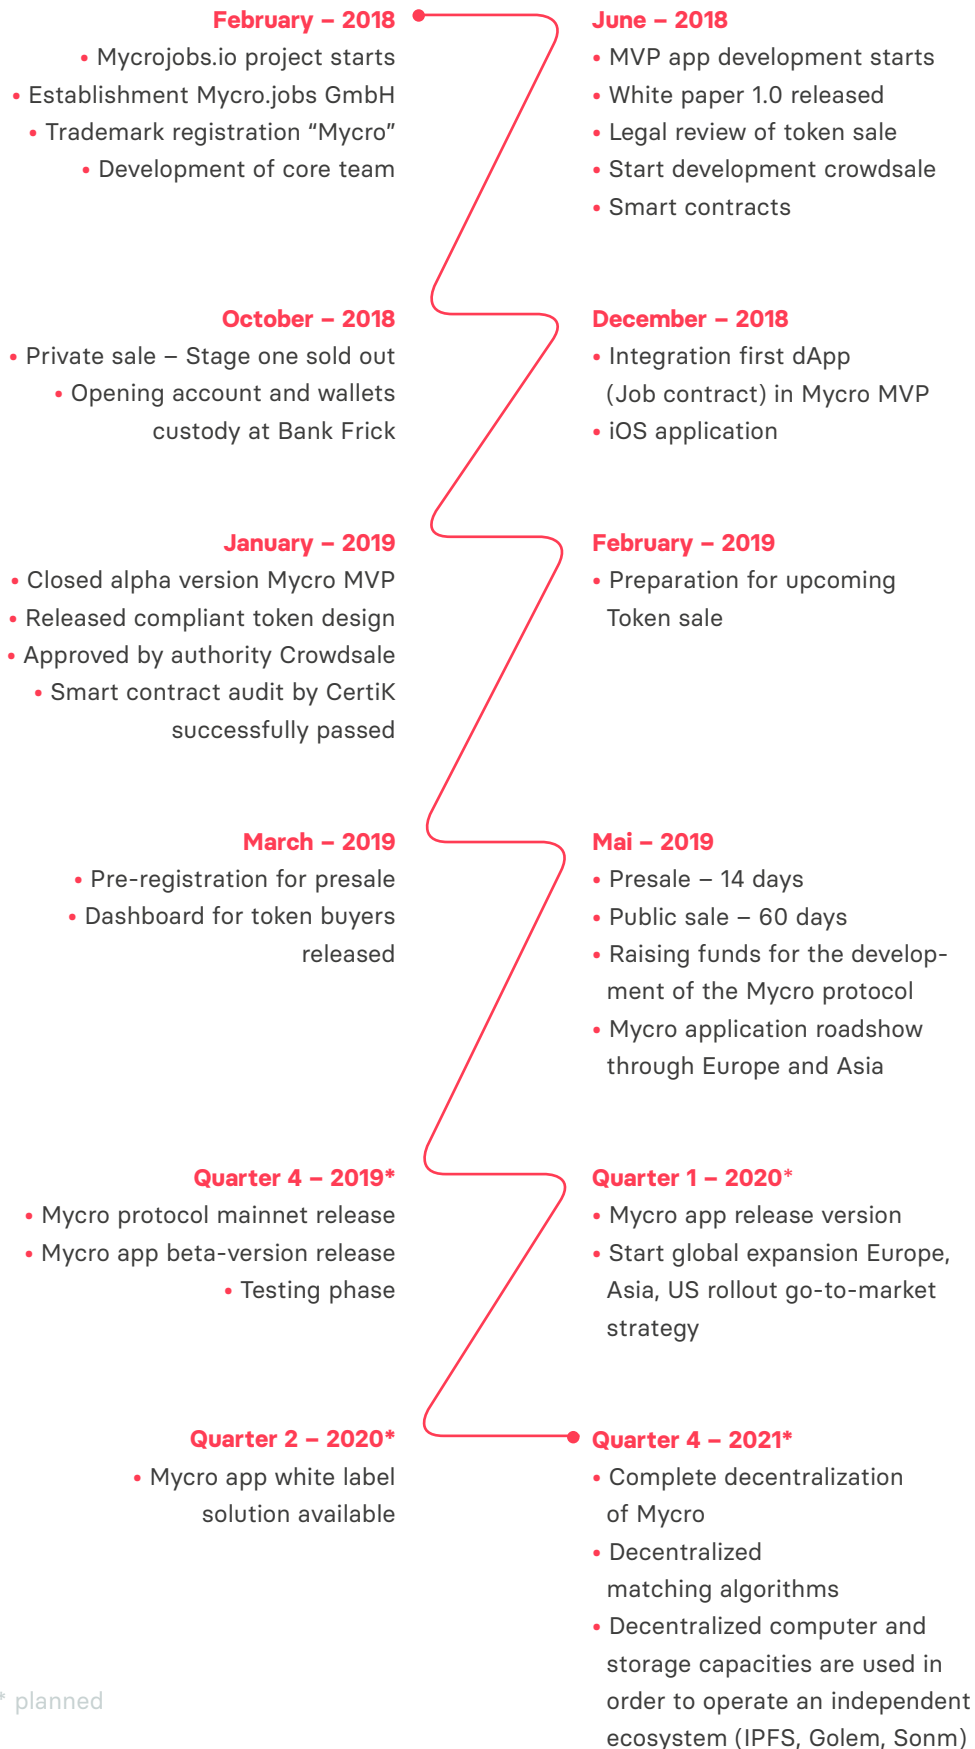 February – 2018
• Mycrojobs.io project starts
• Establishment Mycro.jobs GmbH
• Trademark registration “Mycro”
• Development of core team
June – 2018
• MVP app development starts
• White paper 1.0 released
• Legal review of token sale
• Start development crowdsale
• Smart contracts
October – 2018
• Private sale – Stage one sold out
• Opening account and wallets
custody at Bank Frick
December – 2018
• Integration first dApp
(Job contract) in Mycro MVP
• iOS application
January – 2019
• Closed alpha version Mycro MVP
• Released compliant token design
• Approved by authority Crowdsale
• Smart contract audit by CertiK
successfully passed
February – 2019
• Preparation for upcoming
Token sale
March – 2019
• Pre-registration for presale
• Dashboard for token buyers
released
Mai – 2019
• Presale – 14 days
• Public sale – 60 days
• Raising funds for the develop-
ment of the Mycro protocol
• Mycro application roadshow
through Europe and Asia
Quarter 4 – 2019*
• Mycro protocol mainnet release
• Mycro app beta-version release
• Testing phase
Quarter 1 – 2020*
• Mycro app release version
• Start global expansion Europe,
Asia, US rollout go-to-market
strategy
Quarter 2 – 2020*
• Mycro app white label
solution available
Quarter 4 – 2021*
• Complete decentralization
of Mycro
• Decentralized
matching algorithms
• Decentralized computer and
storage capacities are used in
order to operate an independent
ecosystem (IPFS, Golem, Sonm)
* planned